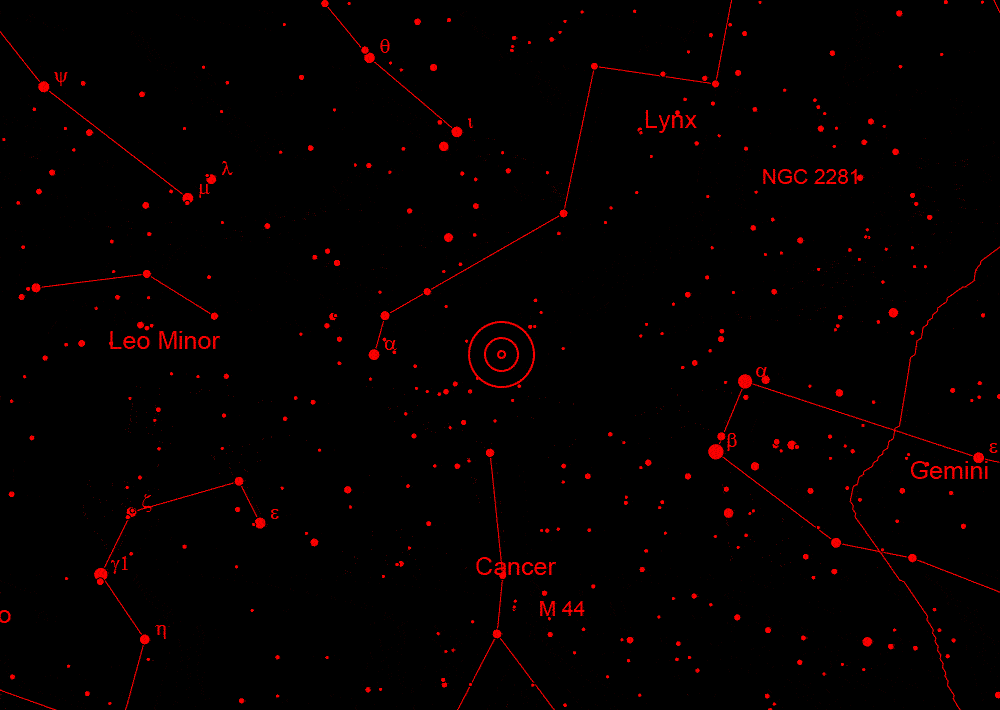 θ
ψ
ι
Lynx
λ
NGC 2281
μ
Leo Minor
α
α
β
ε
Gemini
ζ
ε
γ1
Cancer
M 44
o
η